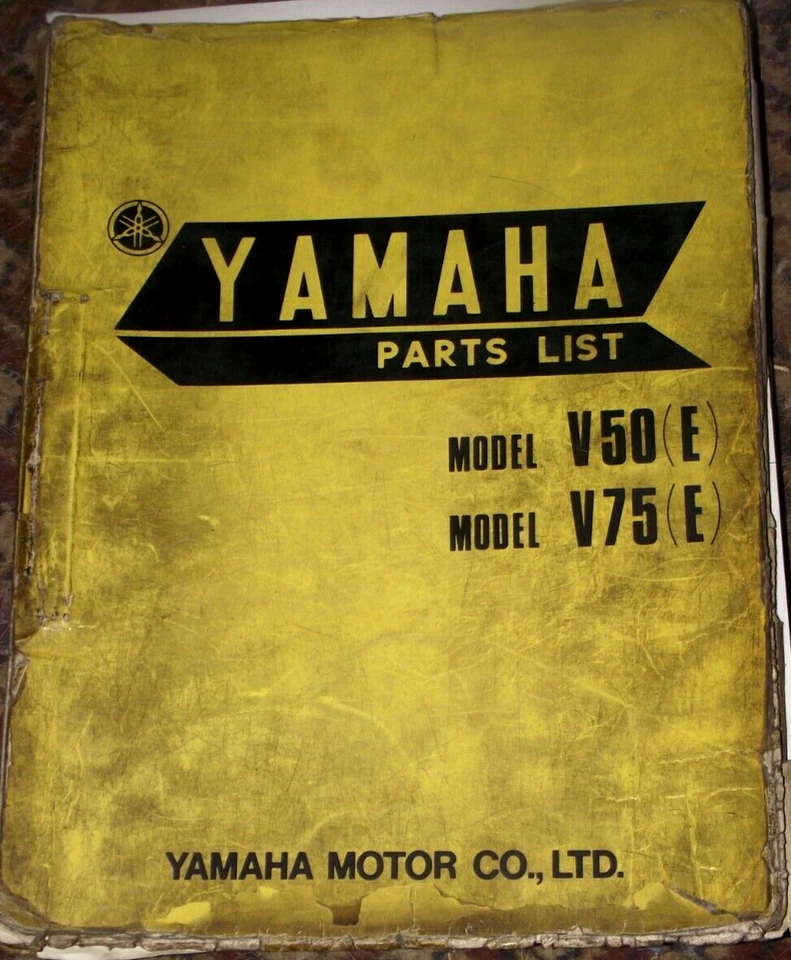 YAMAHA
PARTS LIST
MODEL V50(E)
MODEL V75(E)
YAMAHA MOTOR CO., LTD.